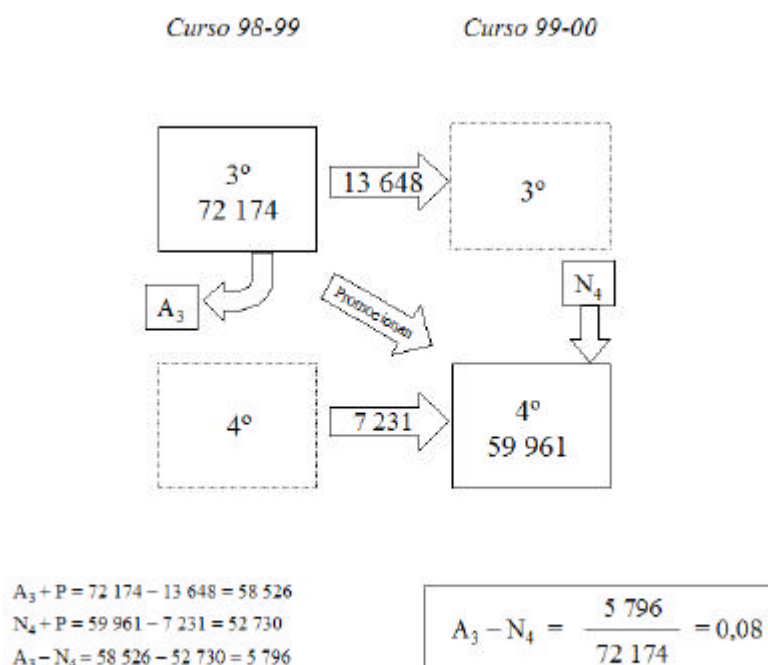 Curso 98-99 Curso 99-00
3º
72 174
13 648
3º
A₃
Promocionan
N₄
4º
7 231
4º
59 961
A₃ + P = 72 174 – 13 648 = 58 526
N₄ + P = 59 961 – 7 231 = 52 730
A₃ – N₄ = 58 526 – 52 730 = 5 796
A₃ – N₄ = 5 796 / 72 174 = 0,08